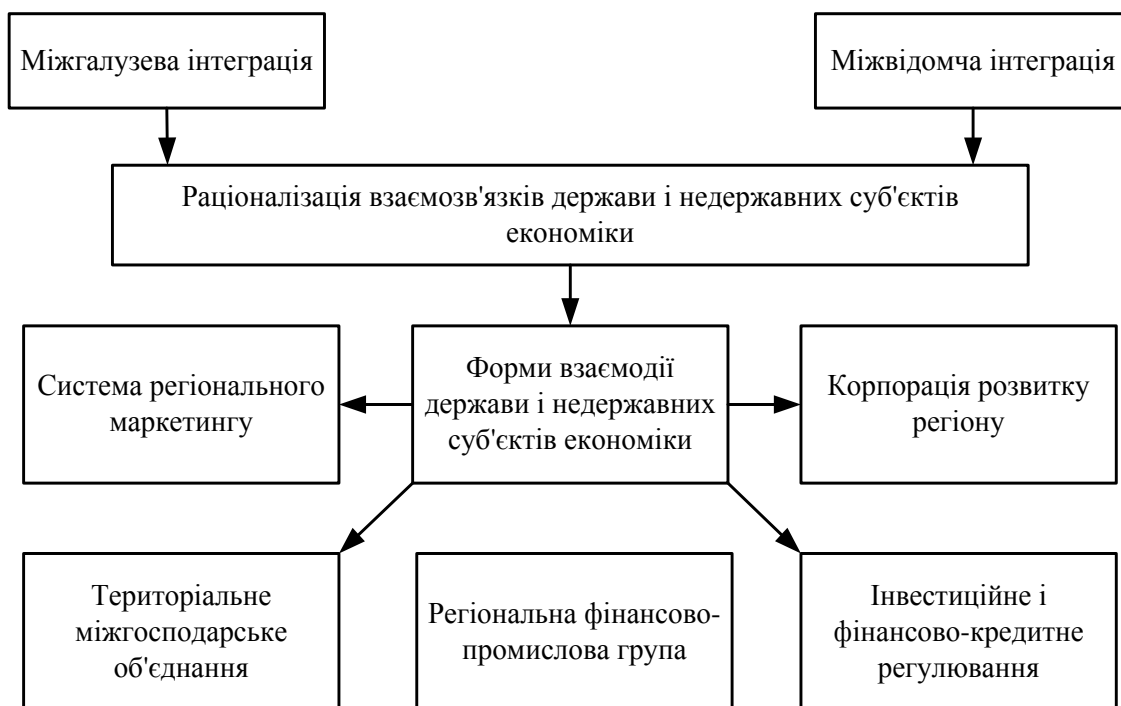 Міжгалузева інтеграція
Міжвідомча інтеграція
Раціоналізація взаємозв'язків держави і недержавних суб'єктів
економіки
Система регіонального
маркетингу
Форми взаємодії
держави і недержавних
суб'єктів економіки
Корпорація розвитку
регіону
Територіальне
міжгосподарське
об'єднання
Регіональна фінансово-
промислова група
Інвестиційне і
фінансово-кредитне
регулювання